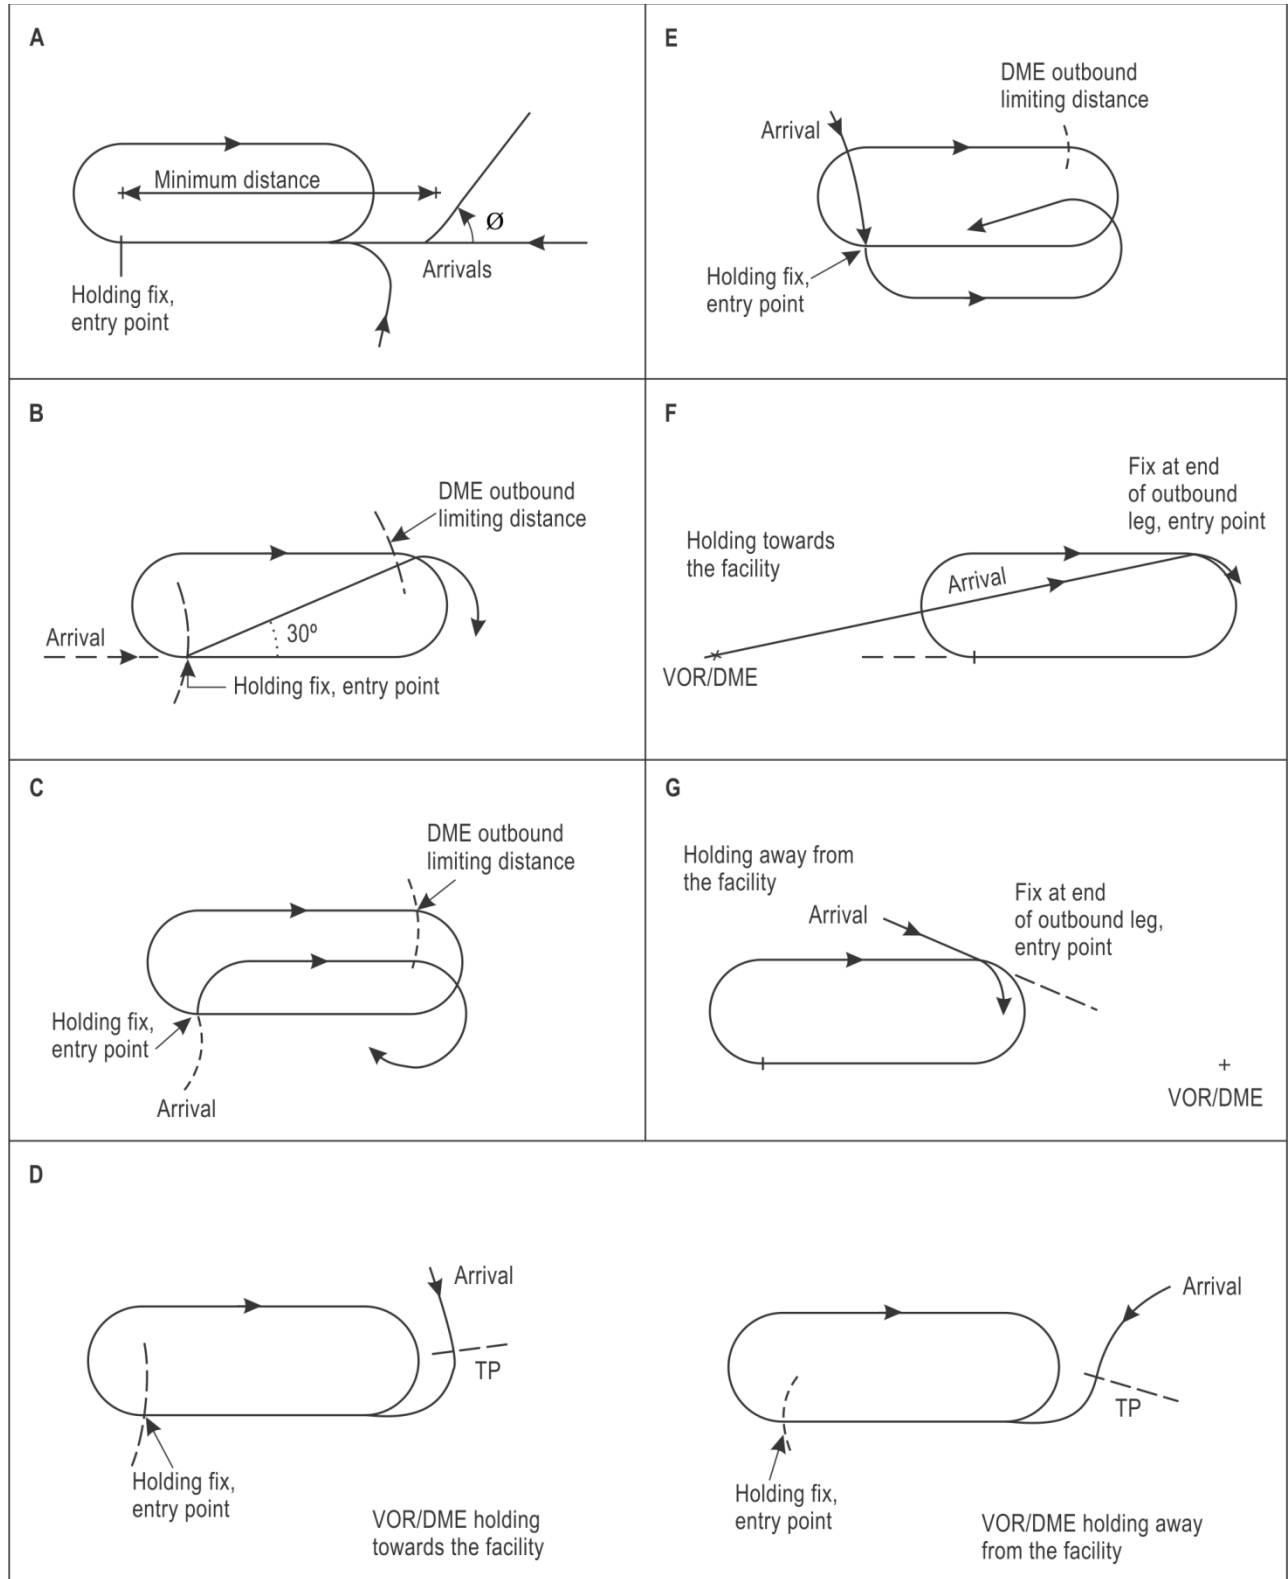 A
Minimum distance
Ø
Arrivals
Holding fix,
entry point
B
DME outbound
limiting distance
Arrival
30º
Holding fix, entry point
C
DME outbound
limiting distance
Holding fix,
entry point
Arrival
E
DME outbound
limiting distance
Arrival
Holding fix,
entry point
F
Fix at end
of outbound
leg, entry point
Holding towards
the facility
Arrival
VOR/DME
G
Holding away from
the facility
Fix at end
of outbound leg,
entry point
Arrival
VOR/DME
D
Arrival
TP
Holding fix,
entry point
VOR/DME holding
towards the facility
Arrival
TP
Holding fix,
entry point
VOR/DME holding away
from the facility